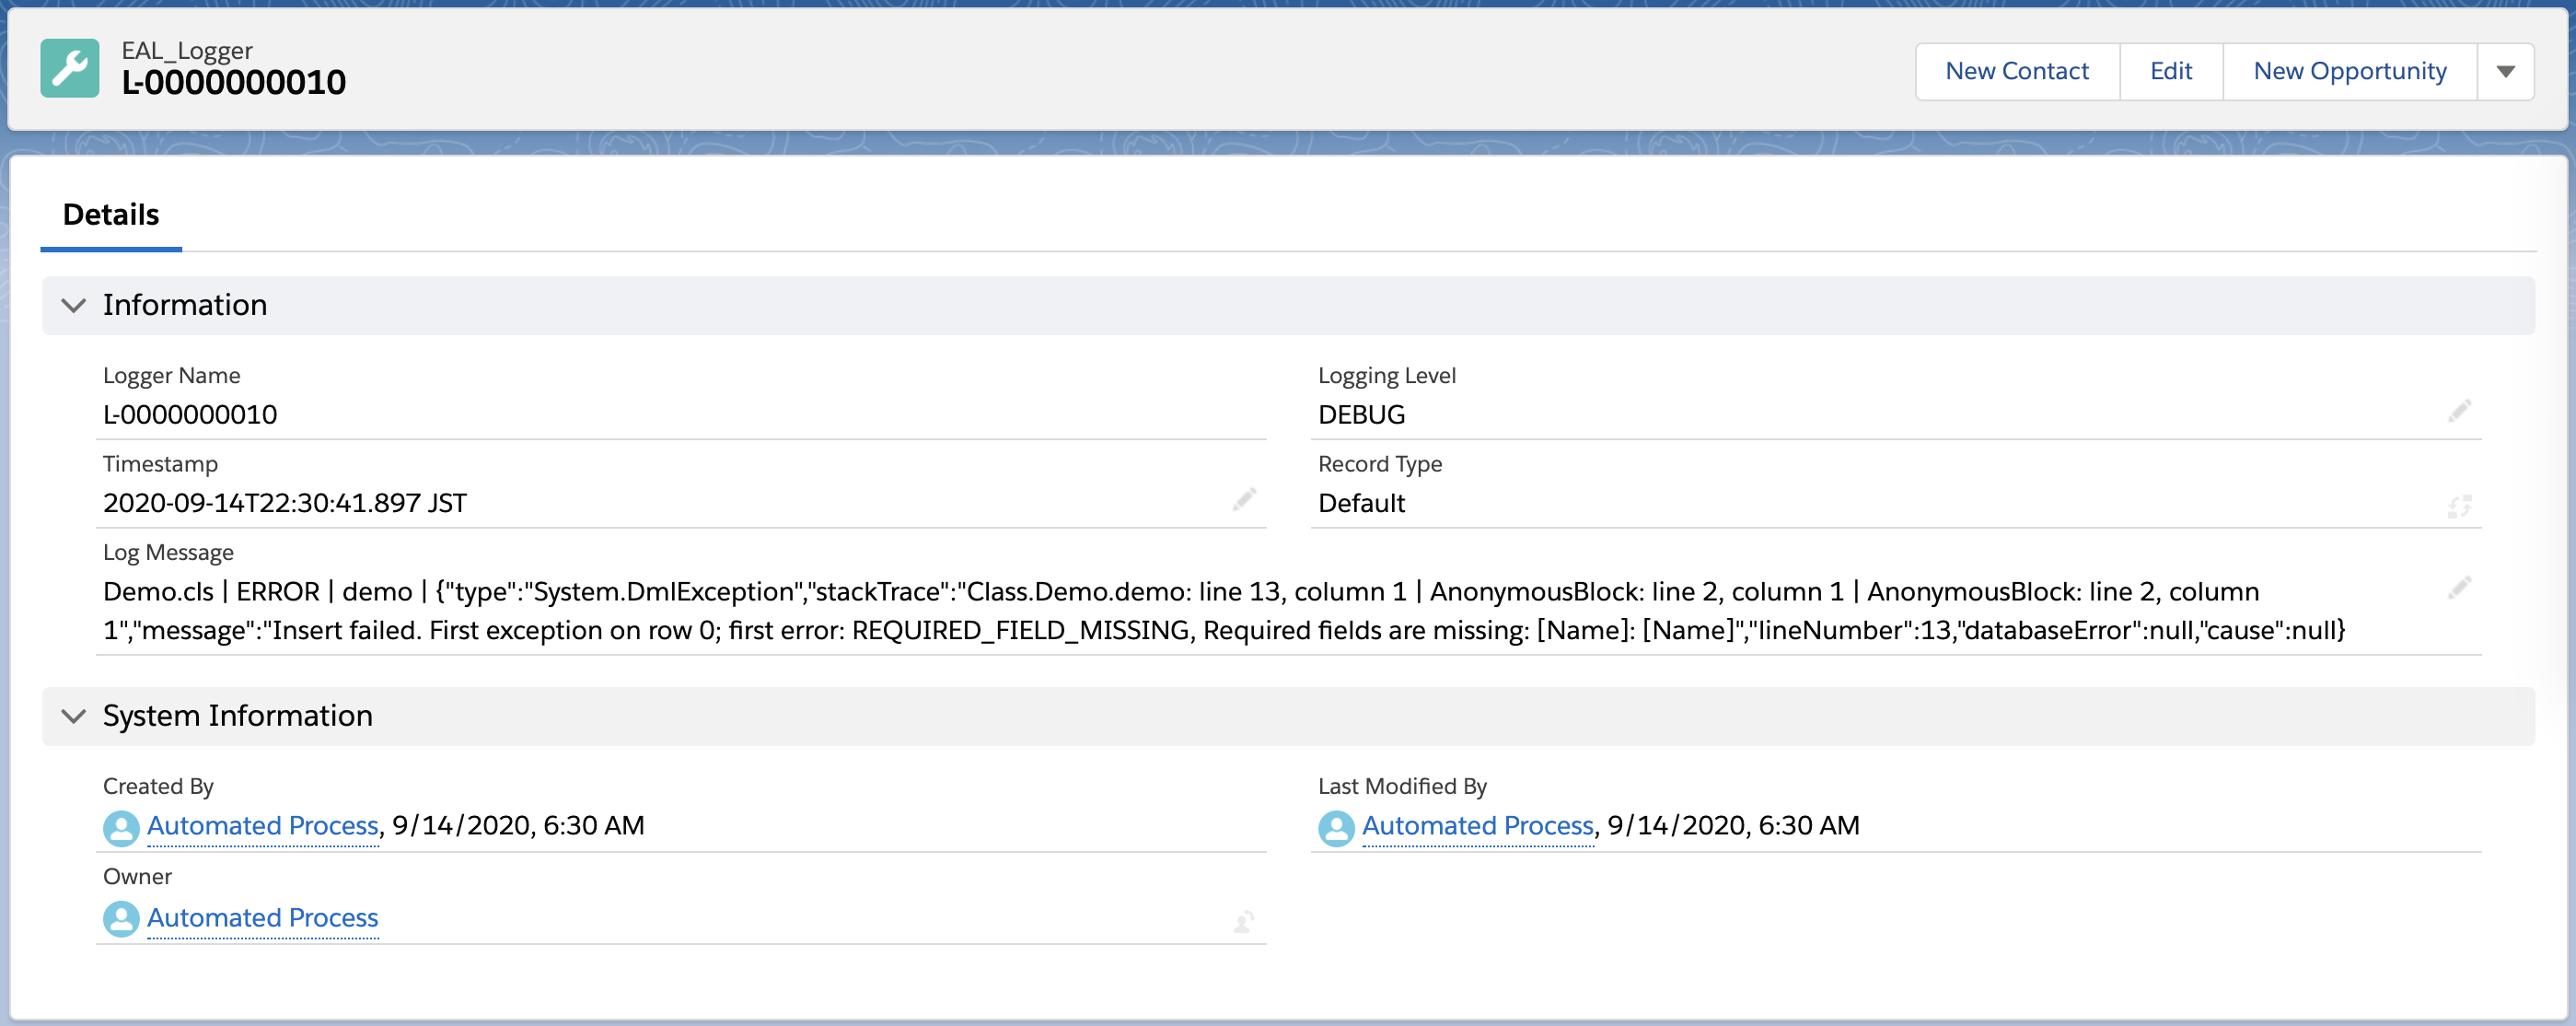 EAL_Logger
L-0000000010
New Contact
Edit
New Opportunity
Details
Information
Logger Name
L-0000000010
Logging Level
DEBUG
Timestamp
2020-09-14T22:30:41.897 JST
Record Type
Default
Log Message
Demo.cls | ERROR | demo | {"type":"System.DmlException","stackTrace":"Class.Demo.demo: line 13, column 1 | AnonymousBlock: line 2, column 1 | AnonymousBlock: line 2, column
1","message":"Insert failed. First exception on row 0; first error: REQUIRED_FIELD_MISSING, Required fields are missing: [Name]: [Name]","lineNumber":13,"databaseError":null,"cause":null}
System Information
Created By
Automated Process, 9/14/2020, 6:30 AM
Last Modified By
Automated Process, 9/14/2020, 6:30 AM
Owner
Automated Process